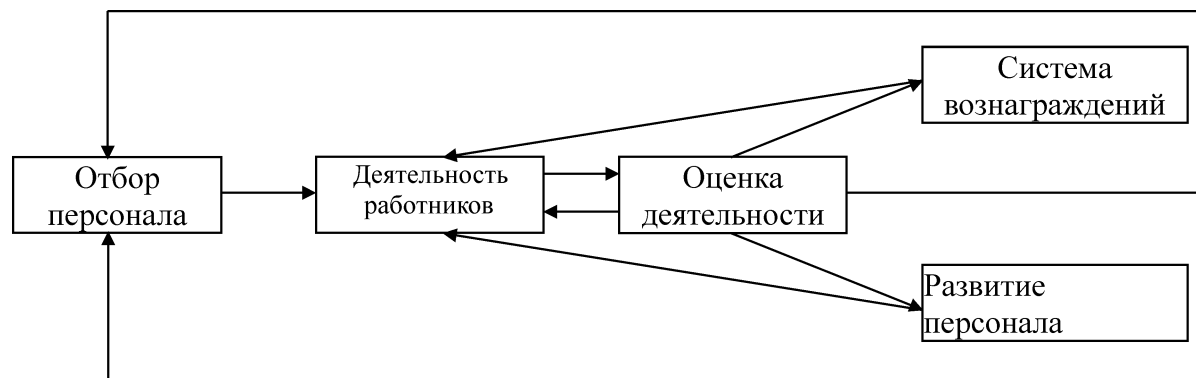 Система
вознаграждений
Отбор
персонала
Деятельность
работников
Оценка
деятельности
Развитие
персонала